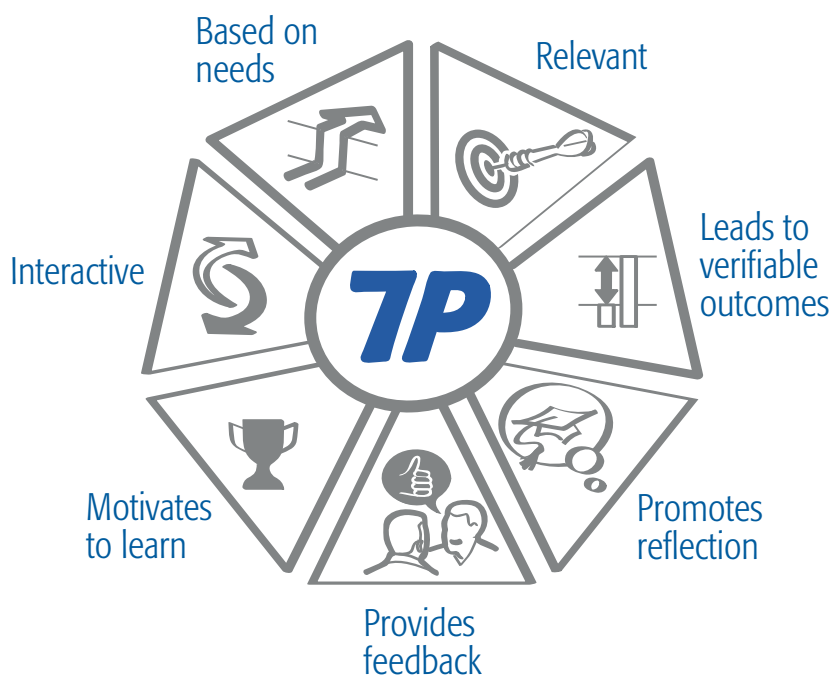 Based on
needs
Relevant
Leads to
verifiable
outcomes
Interactive
7P
Motivates
to learn
Promotes
reflection
Provides
feedback